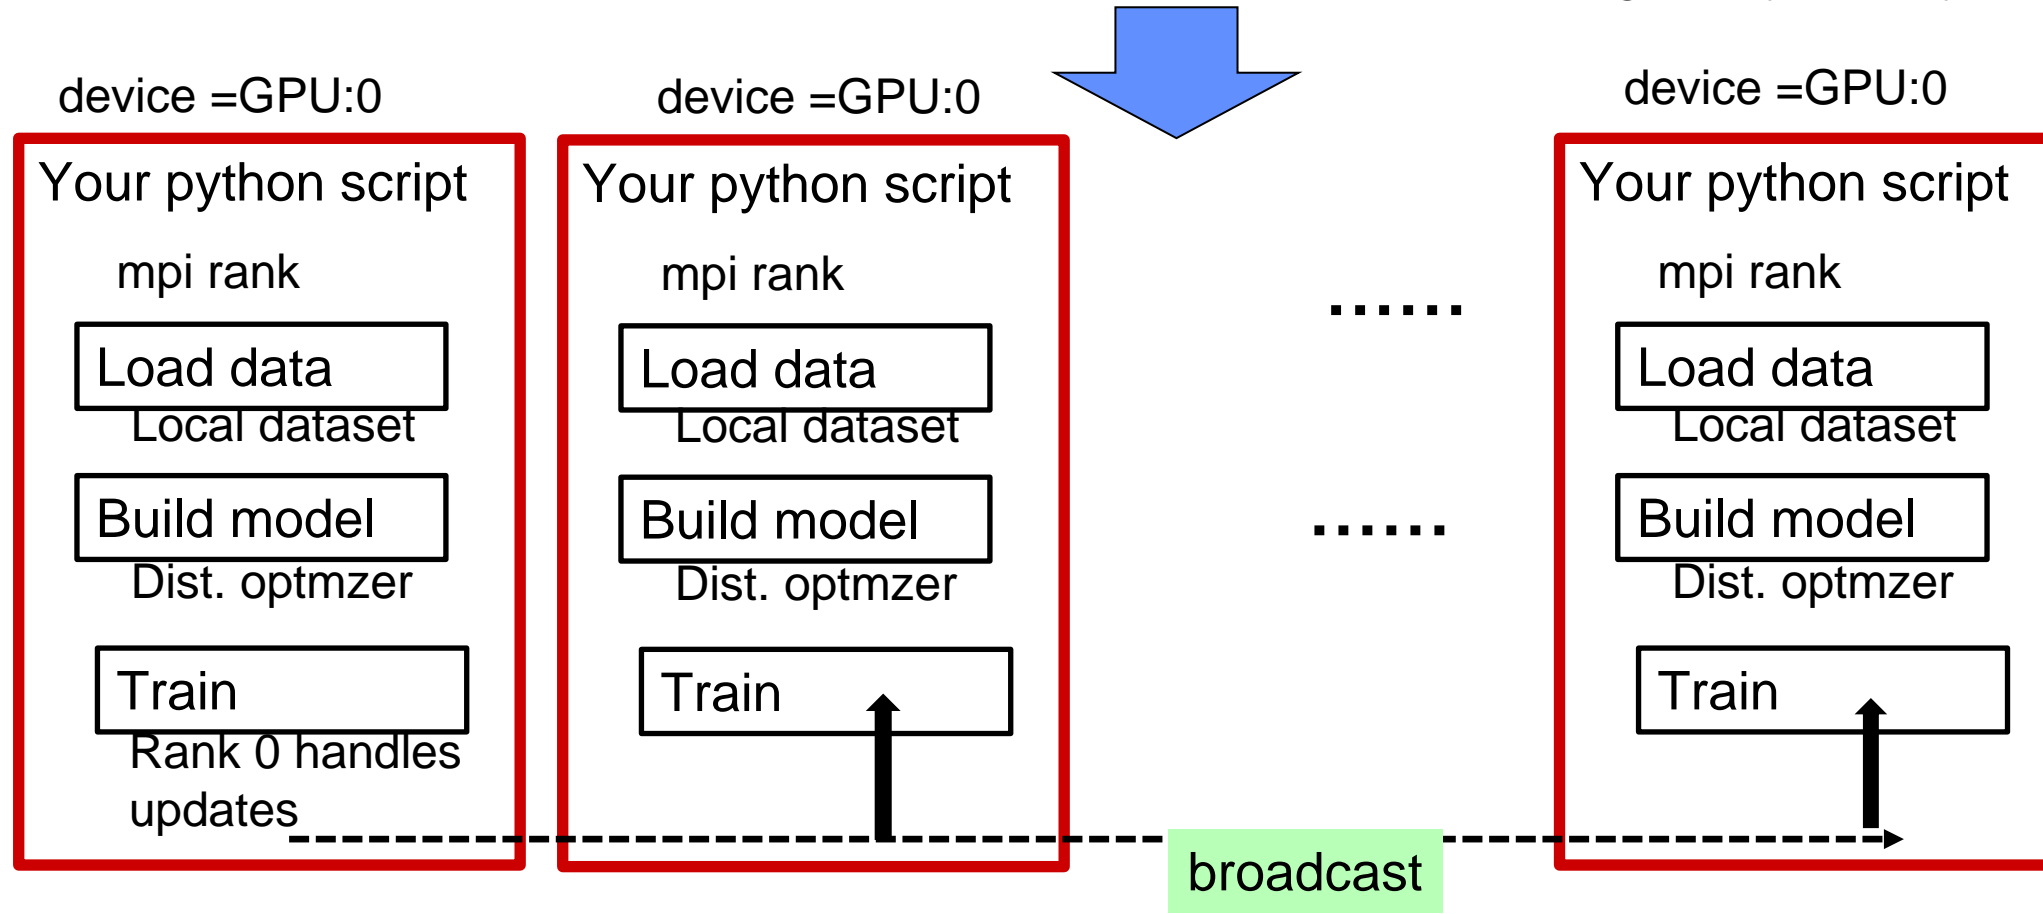 device =GPU:0
Your python script
mpi rank
Load data
Local dataset
Build model
Dist. optmzer
Train
Rank 0 handles
updates
device =GPU:0
Your python script
mpi rank
Load data
Local dataset
Build model
Dist. optmzer
Train
......
......
broadcast
device =GPU:0
Your python script
mpi rank
Load data
Local dataset
Build model
Dist. optmzer
Train